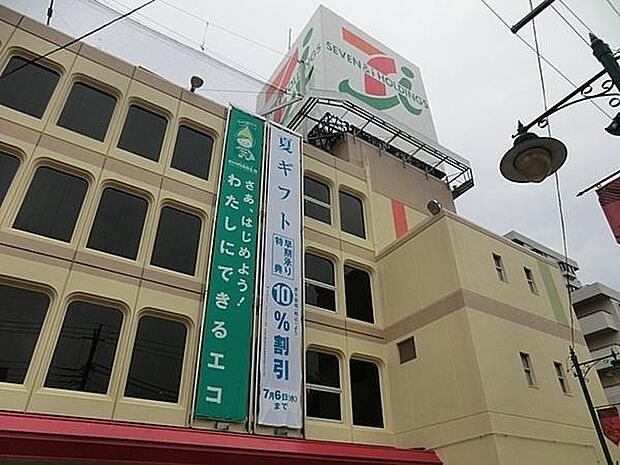 SEVEN & I HOLDINGS
さあ、はじめよう!
わたしにできるエコ
夏ギフト
早期承り
特典
10%割引
7月6日(水)
まで